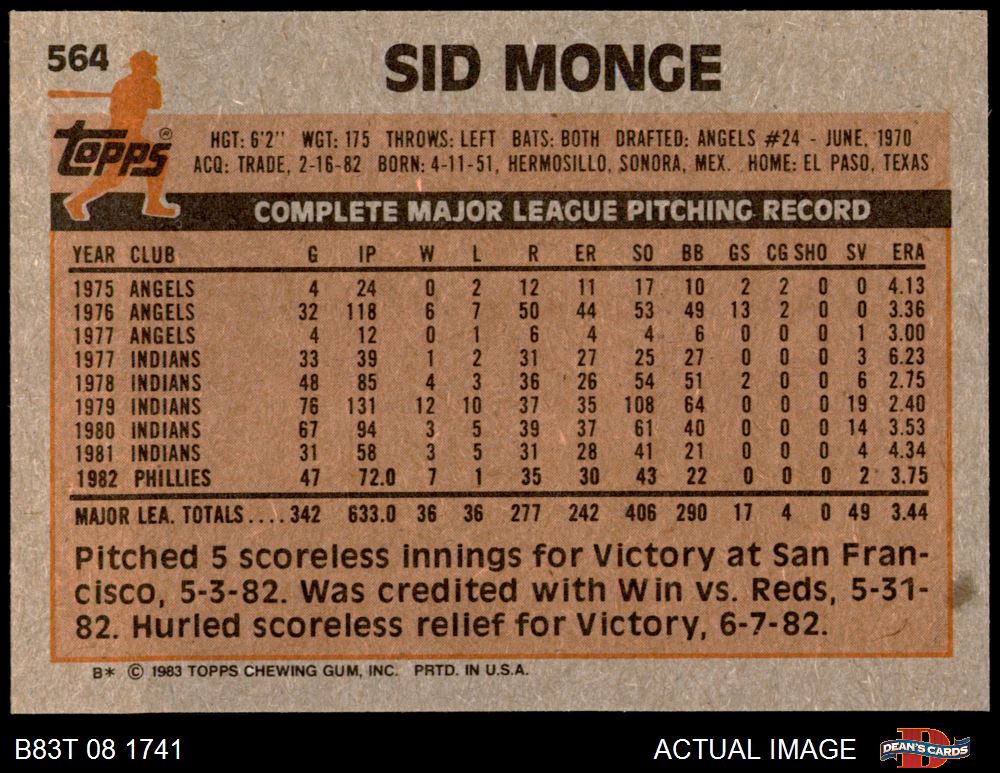 564
SID MONGE
Topps®
HGT: 6'2'' WGT: 175 THROWS: LEFT BATS: BOTH DRAFTED: ANGELS #24 - JUNE, 1970
ACQ: TRADE, 2-16-82 BORN: 4-11-51, HERMOSILLO, SONORA, MEX. HOME: EL PASO, TEXAS
COMPLETE MAJOR LEAGUE PITCHING RECORD
YEAR CLUB G IP W L R ER SO BB GS CG SHO SV ERA
1975 ANGELS 4 24 0 2 12 11 17 10 2 2 0 0 4.13
1976 ANGELS 32 118 6 7 50 44 53 49 13 2 0 0 3.36
1977 ANGELS 4 12 0 1 6 4 4 6 0 0 0 1 3.00
1977 INDIANS 33 39 1 2 31 27 25 27 0 0 0 3 6.23
1978 INDIANS 48 85 4 3 36 26 54 51 2 0 0 6 2.75
1979 INDIANS 76 131 12 10 37 35 108 64 0 0 0 19 2.40
1980 INDIANS 67 94 3 5 39 37 61 40 0 0 0 14 3.53
1981 INDIANS 31 58 3 5 31 28 41 21 0 0 0 4 4.34
1982 PHILLIES 47 72.0 7 1 35 30 43 22 0 0 0 2 3.75
MAJOR LEA. TOTALS.... 342 633.0 36 36 277 242 406 290 17 4 0 49 3.44
Pitched 5 scoreless innings for Victory at San Fran-
cisco, 5-3-82. Was credited with Win vs. Reds, 5-31-
82. Hurled scoreless relief for Victory, 6-7-82.
B* © 1983 TOPPS CHEWING GUM, INC. PRTD. IN U.S.A.
B83T 08 1741 ACTUAL IMAGE DEAN'S CARDS